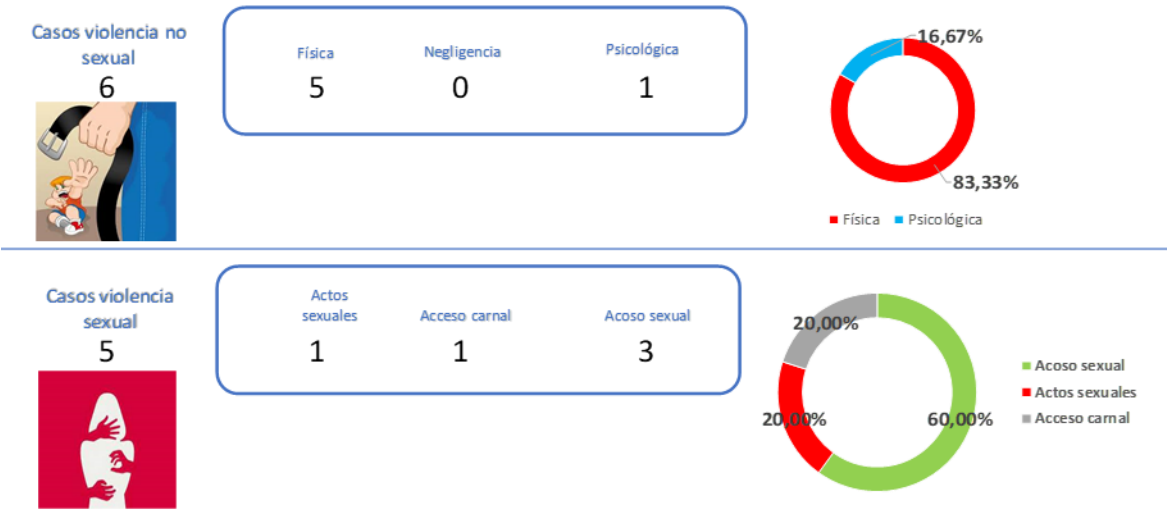 Casos violencia no
sexual
6
Física
Negligencia
Psicológica
5
0
1
16,67%
83,33%
Física
Psicológica
Casos violencia
sexual
5
Actos
sexuales
Acceso carnal
Acoso sexual
1
1
3
20,00%
20,00%
60,00%
Acoso sexual
Actos sexuales
Acceso carnal